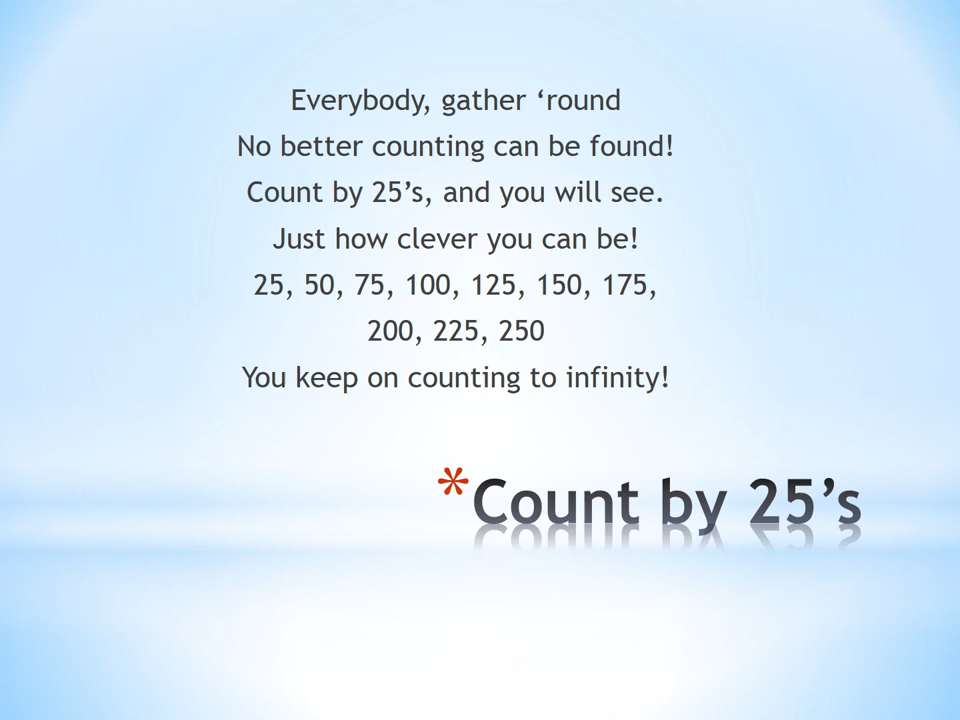 Everybody, gather ‘round
No better counting can be found!
Count by 25’s, and you will see.
Just how clever you can be!
25, 50, 75, 100, 125, 150, 175,
200, 225, 250
You keep on counting to infinity!
*Count by 25’s